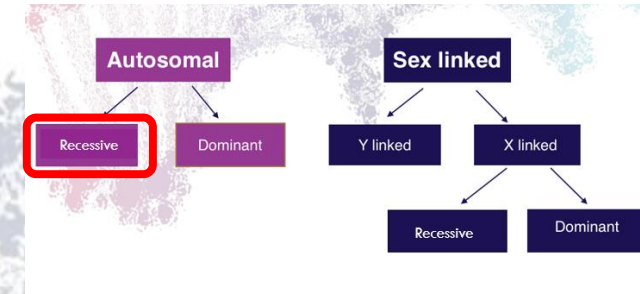 Autosomal
Sex linked
Recessive
Dominant
Y linked
X linked
Recessive
Dominant